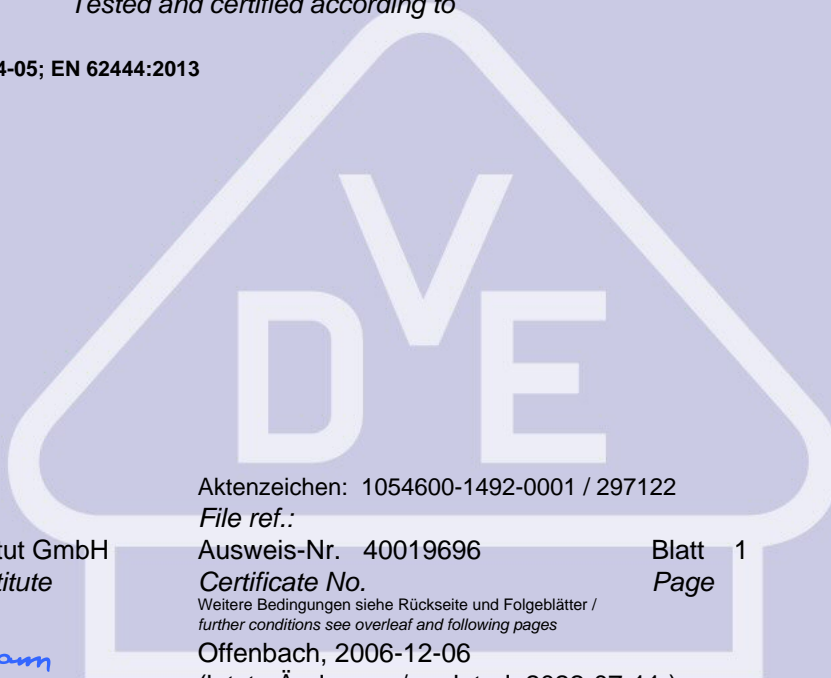 Tested and certified according to
4-05; EN 62444:2013
VDE
Aktenzeichen: 1054600-1492-0001 / 297122
File ref.:
tut GmbH Ausweis-Nr. 40019696 Blatt 1
titute Certificate No. Page
Weitere Bedingungen siehe Rückseite und Folgeblätter /
further conditions see overleaf and following pages
Offenbach, 2006-12-06